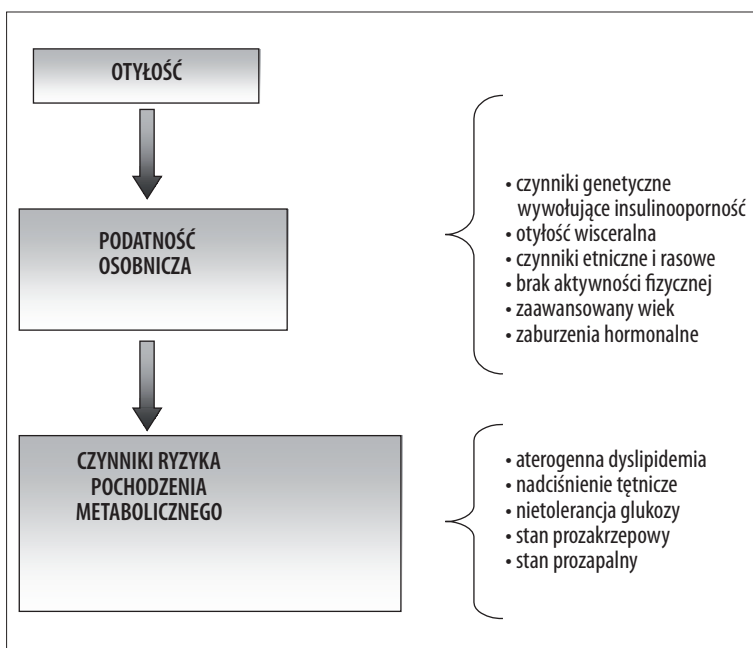 OTYŁOŚĆ
PODATNOŚĆ
OSOBNICZA
• czynniki genetyczne
wywołujące insulinooporność
• otyłość wisceralna
• czynniki etniczne i rasowe
• brak aktywności fizycznej
• zaawansowany wiek
• zaburzenia hormonalne
CZYNNIKI RYZYKA
POCHODZENIA
METABOLICZNEGO
• aterogenna dyslipidemia
• nadciśnienie tętnicze
• nietolerancja glukozy
• stan prozakrzepowy
• stan prozapalny